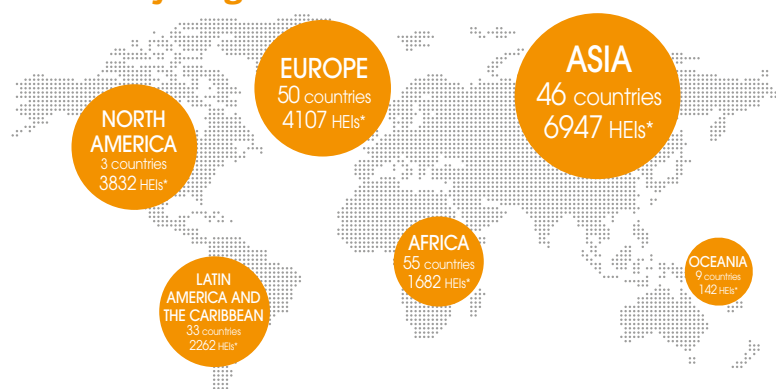 EUROPE
50 countries
4107 HEIs*
ASIA
46 countries
6947 HEIs*
NORTH
AMERICA
3 countries
3832 HEIs*
AFRICA
55 countries
1682 HEIs*
OCEANIA
9 countries
142 HEIs*
LATIN
AMERICA AND
THE CARIBBEAN
33 countries
2262 HEIs*